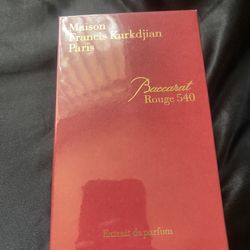 Maison
Francis Kurkdjian
Paris
Baccarat
Rouge 540
Extrait de parfum